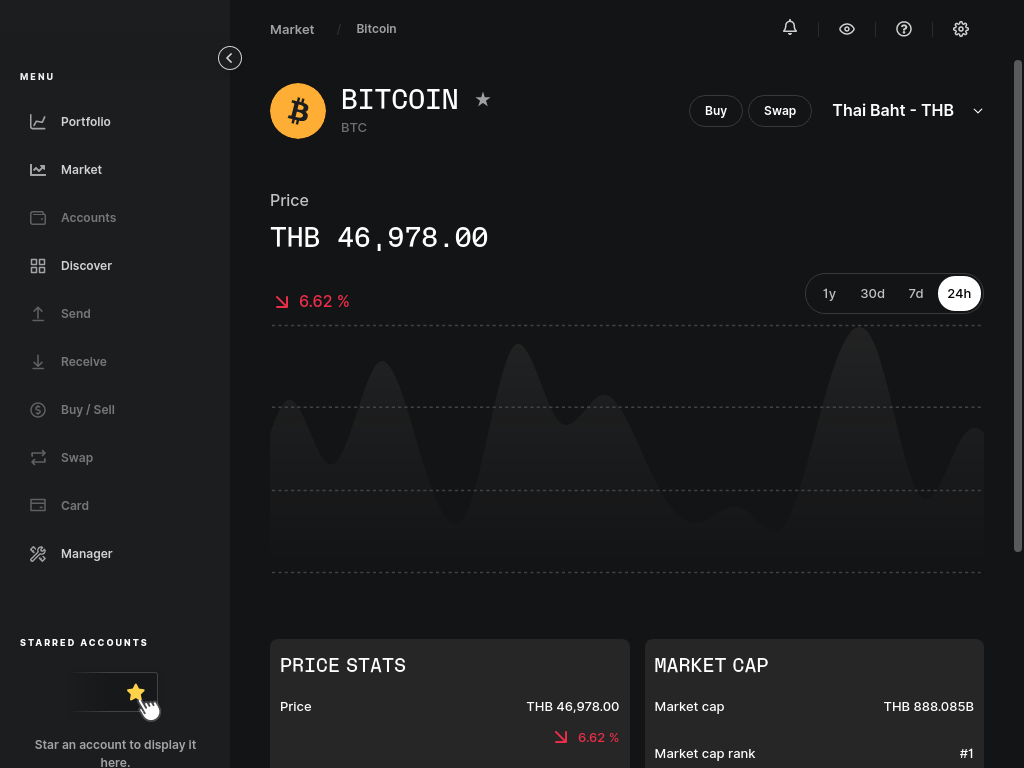 Market / Bitcoin
MENU
Portfolio
Market
Accounts
Discover
Send
Receive
Buy / Sell
Swap
Card
Manager
STARRED ACCOUNTS
Star an account to display it
here.
BITCOIN
BTC
Buy
Swap
Thai Baht - THB
Price
THB 46,978.00
6.62 %
1y 30d 7d 24h
PRICE STATS
Price THB 46,978.00
6.62 %
MARKET CAP
Market cap THB 888.085B
Market cap rank #1